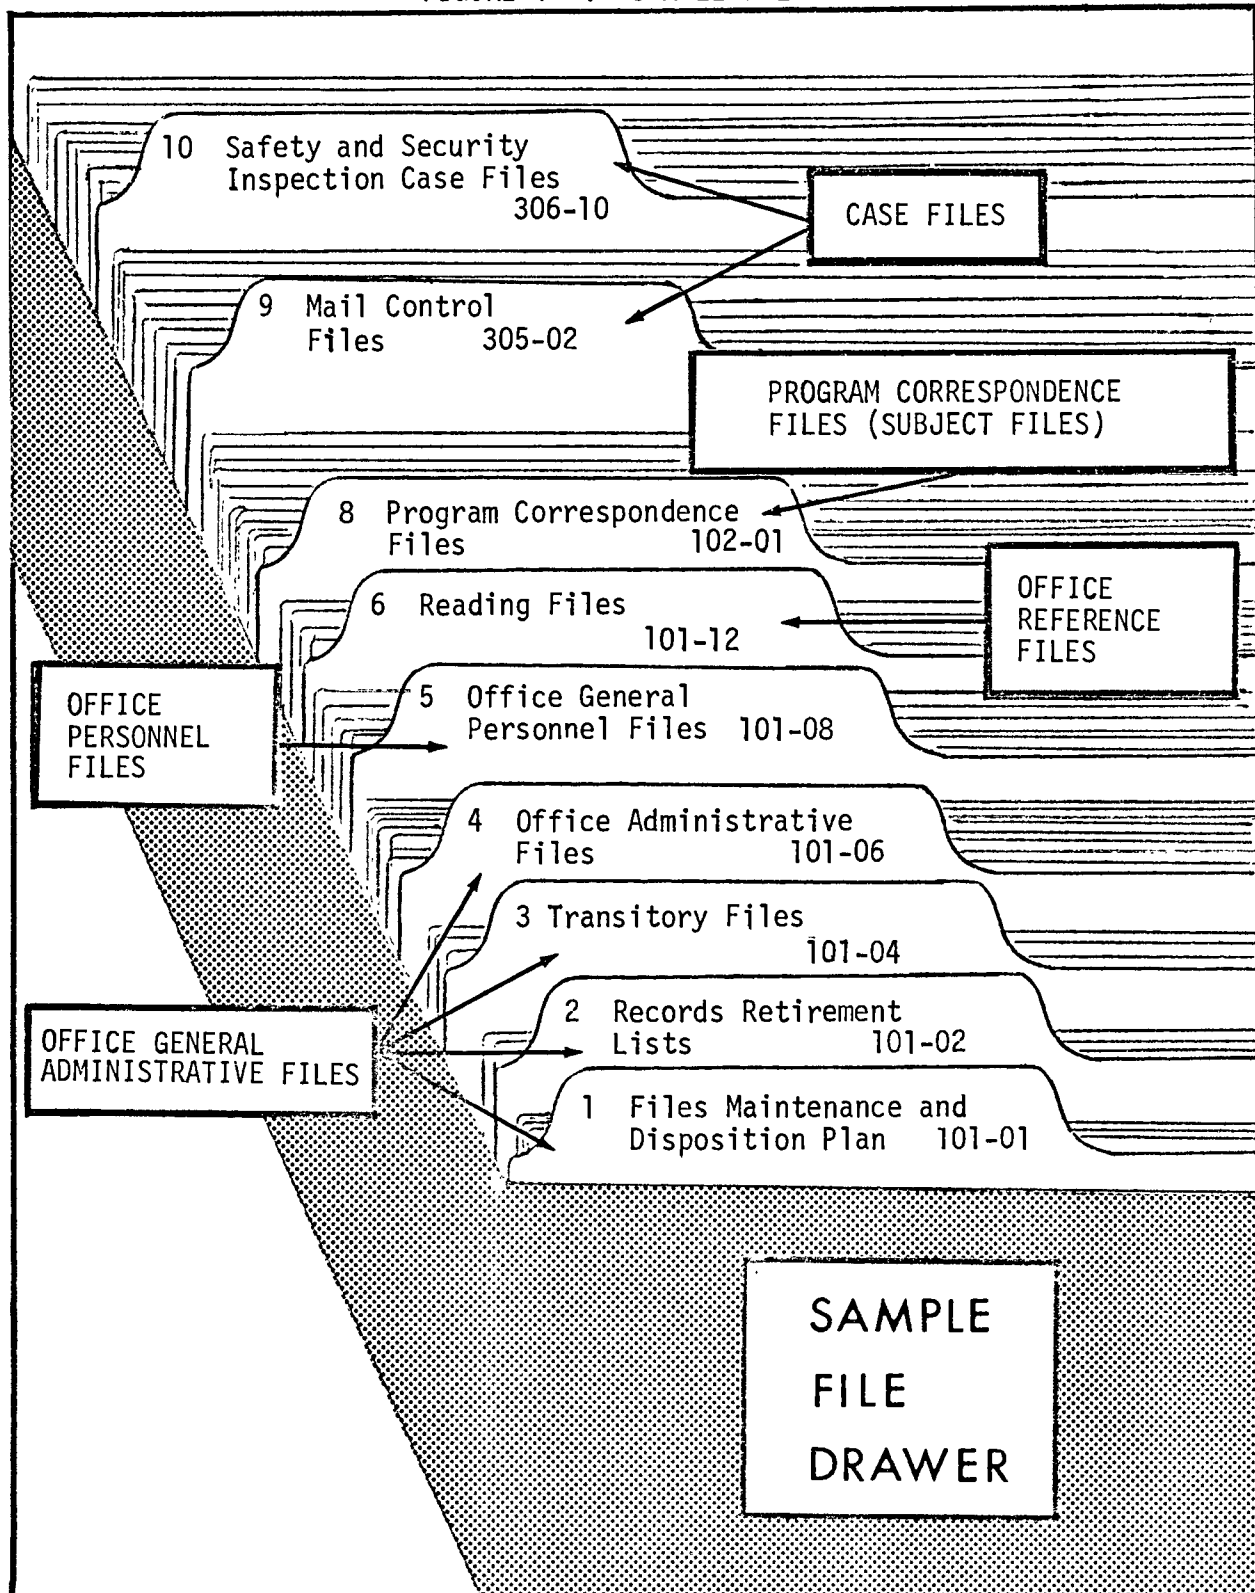 10 Safety and Security
Inspection Case Files
306-10
CASE FILES
9 Mail Control
Files 305-02
PROGRAM CORRESPONDENCE
FILES (SUBJECT FILES)
8 Program Correspondence
Files 102-01
6 Reading Files
101-12
OFFICE
REFERENCE
FILES
5 Office General
Personnel Files 101-08
OFFICE
PERSONNEL
FILES
4 Office Administrative
Files 101-06
3 Transitory Files
101-04
2 Records Retirement
Lists 101-02
OFFICE GENERAL
ADMINISTRATIVE FILES
1 Files Maintenance and
Disposition Plan 101-01
SAMPLE
FILE
DRAWER